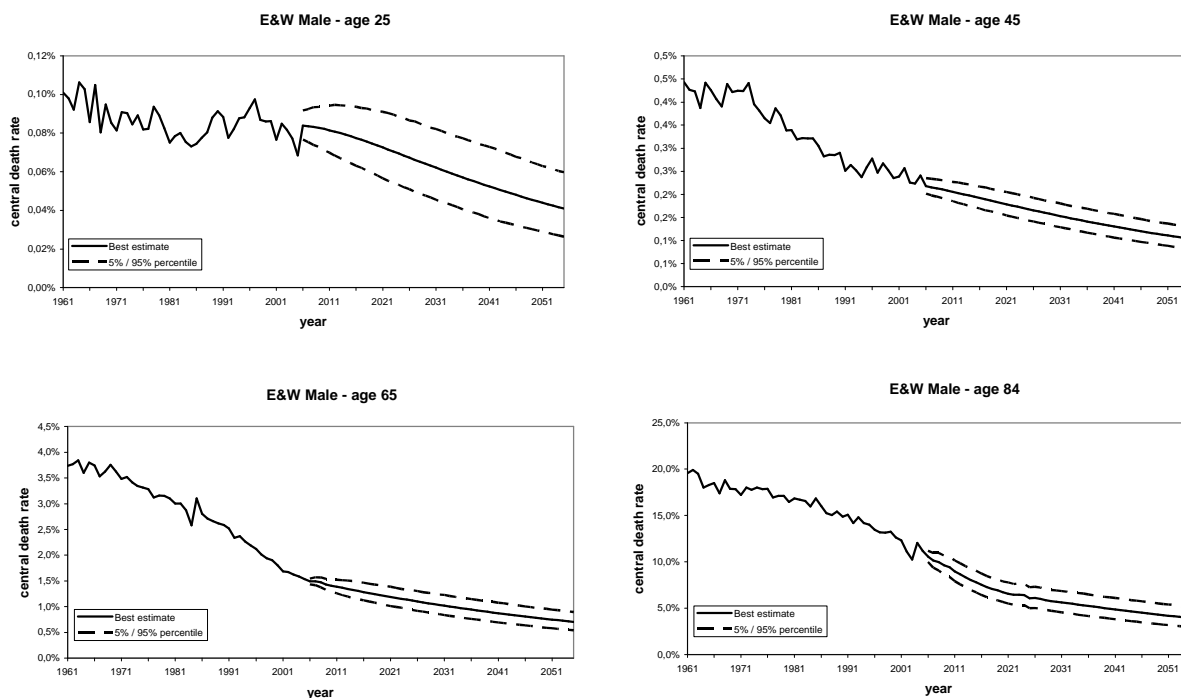 E&W Male - age 25
0,12%
0,10%
0,08%
0,06%
0,04%
0,02%
0,00%
central death rate
Best estimate
5% / 95% percentile
1961 1971 1981 1991 2001 2011 2021 2031 2041 2051
year
E&W Male - age 45
0,5%
0,5%
0,4%
0,4%
0,3%
0,3%
0,2%
0,2%
0,1%
0,1%
0,0%
central death rate
Best estimate
5% / 95% percentile
1961 1971 1981 1991 2001 2011 2021 2031 2041 2051
year
E&W Male - age 65
4,5%
4,0%
3,5%
3,0%
2,5%
2,0%
1,5%
1,0%
0,5%
0,0%
central death rate
Best estimate
5% / 95% percentile
1961 1971 1981 1991 2001 2011 2021 2031 2041 2051
year
E&W Male - age 84
25,0%
20,0%
15,0%
10,0%
5,0%
0,0%
central death rate
Best estimate
5% / 95% percentile
1961 1971 1981 1991 2001 2011 2021 2031 2041 2051
year